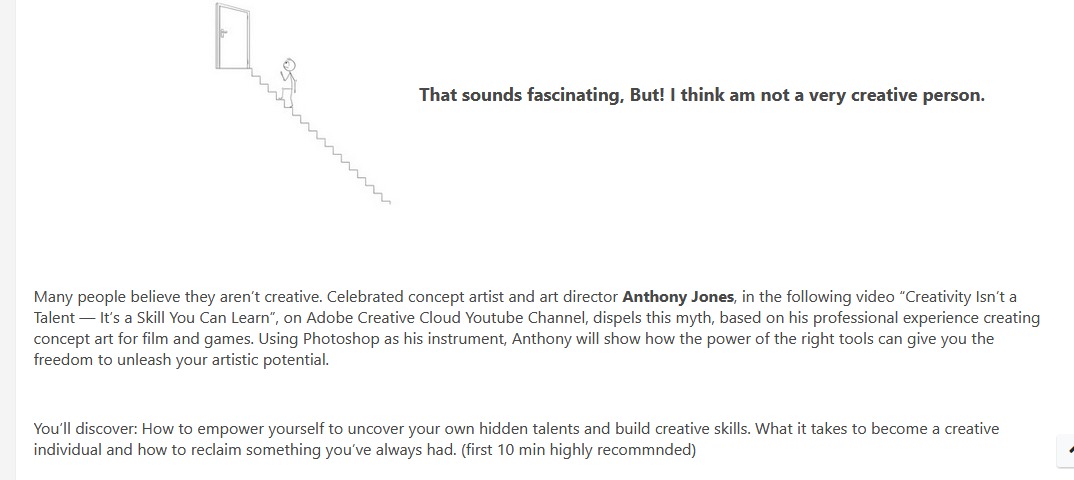 That sounds fascinating, But! I think am not a very creative person.
Many people believe they aren’t creative. Celebrated concept artist and art director Anthony Jones, in the following video “Creativity Isn’t a
Talent — It’s a Skill You Can Learn”, on Adobe Creative Cloud Youtube Channel, dispels this myth, based on his professional experience creating
concept art for film and games. Using Photoshop as his instrument, Anthony will show how the power of the right tools can give you the
freedom to unleash your artistic potential.
You’ll discover: How to empower yourself to uncover your own hidden talents and build creative skills. What it takes to become a creative
individual and how to reclaim something you’ve always had. (first 10 min highly recommnded)